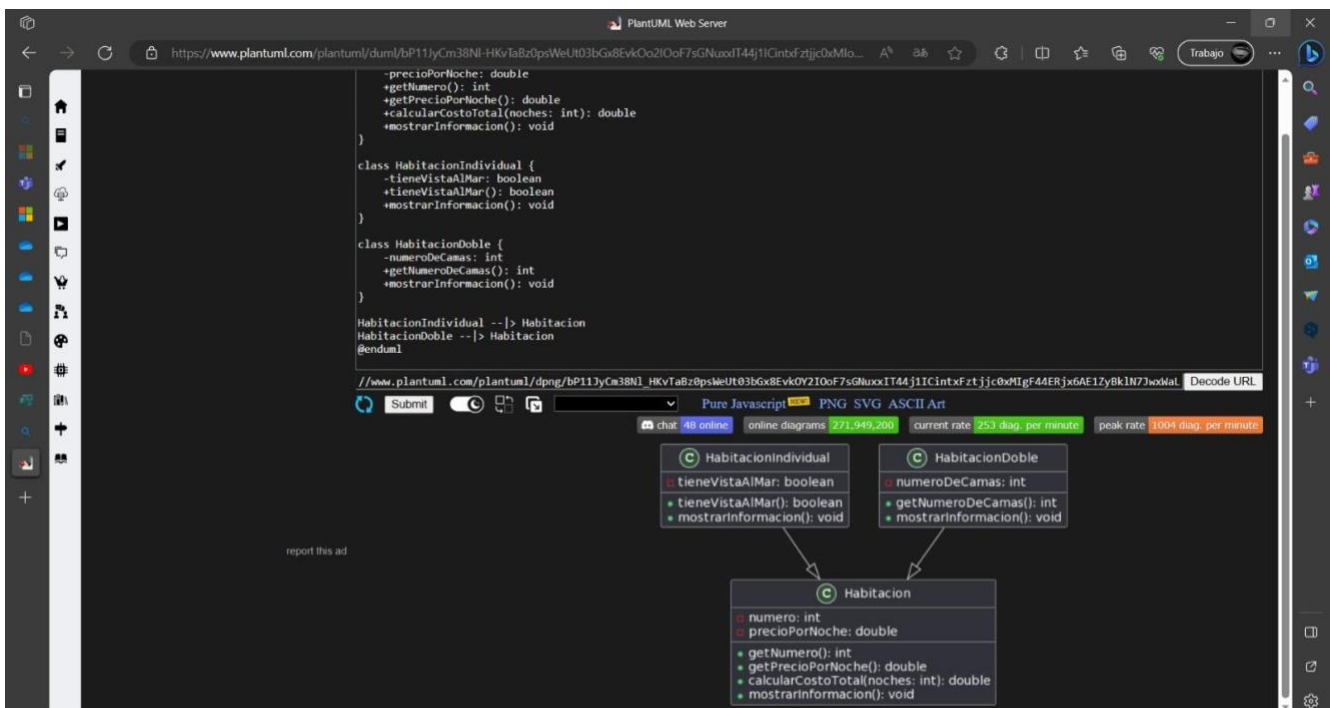 PlantUML Web Server
https://www.plantuml.com/plantuml/duml/bP11JyCm38Nl-HKvTaBz0psWeUt03bGx8EvkOo2IOoF7sGNuxxIT44j1ICintxFztjjc0xMIo...
Trabajo
-precioPorNoche: double
+getNumero(): int
+getPrecioPorNoche(): double
+calcularCostoTotal(noches: int): double
+mostrarInformacion(): void
}
class HabitacionIndividual {
-tieneVistaAlMar: boolean
+tieneVistaAlMar(): boolean
+mostrarInformacion(): void
}
class HabitacionDoble {
-numeroDeCamas: int
+getNumeroDeCamas(): int
+mostrarInformacion(): void
}
HabitacionIndividual --|> Habitacion
HabitacionDoble --|> Habitacion
@enduml
//www.plantuml.com/plantuml/dpng/bP11JyCm38Nl_HKvTaBz0psWeUt03bGx8EvkOY2IOoF7sGNuxxIT44j1ICintxFztjjc0xMIgF44ERjx6AE1ZyBklN7JwxWaL Decode URL
Submit Pure Javascript NEW PNG SVG ASCII Art
chat 48 online online diagrams 271,949,200 current rate 253 diag. per minute peak rate 1004 diag. per minute
C HabitacionIndividual
tieneVistaAlMar: boolean
tieneVistaAlMar(): boolean
mostrarInformacion(): void
C HabitacionDoble
numeroDeCamas: int
getNumeroDeCamas(): int
mostrarInformacion(): void
report this ad
C Habitacion
numero: int
precioPorNoche: double
getNumero(): int
getPrecioPorNoche(): double
calcularCostoTotal(noches: int): double
mostrarInformacion(): void